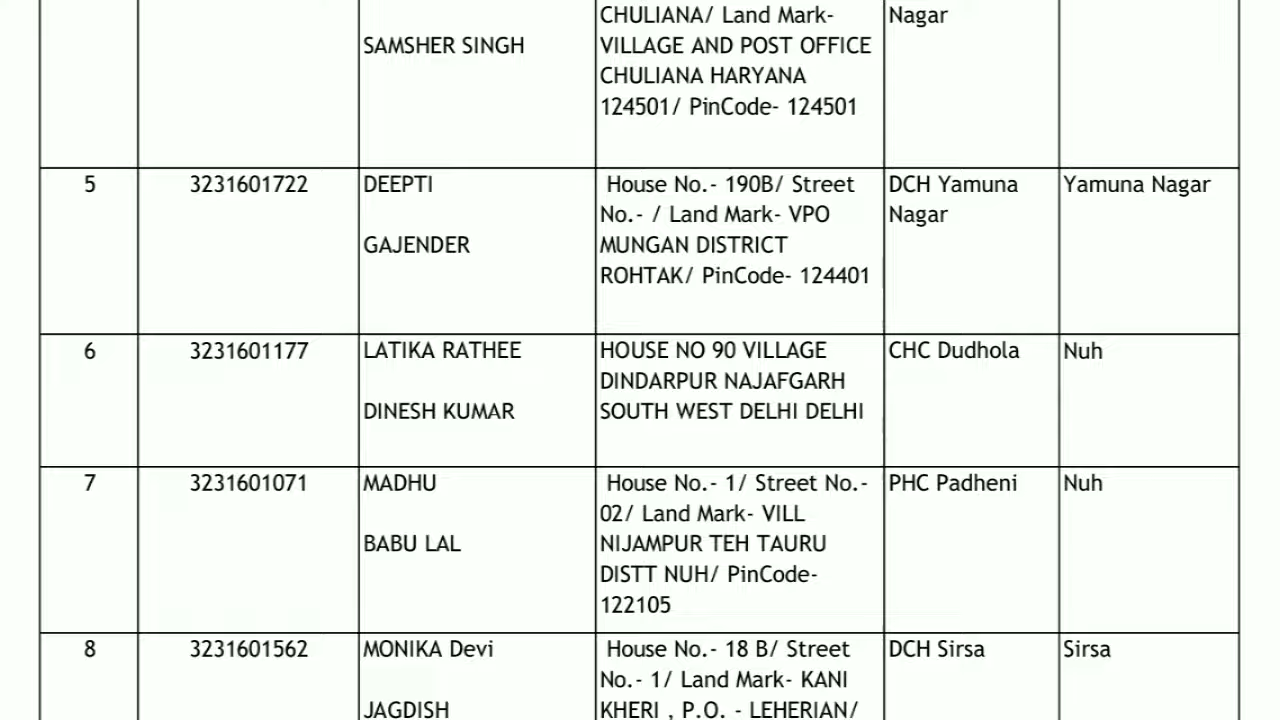 SAMSHER SINGH
CHULIANA/ Land Mark-
VILLAGE AND POST OFFICE
CHULIANA HARYANA
124501/ PinCode- 124501
Nagar
5
3231601722
DEEPTI
GAJENDER
House No.- 190B/ Street
No.- / Land Mark- VPO
MUNGAN DISTRICT
ROHTAK/ PinCode- 124401
DCH Yamuna
Nagar
Yamuna Nagar
6
3231601177
LATIKA RATHEE
DINESH KUMAR
HOUSE NO 90 VILLAGE
DINDARPUR NAJAFGARH
SOUTH WEST DELHI DELHI
CHC Dudhola
Nuh
7
3231601071
MADHU
BABU LAL
House No.- 1/ Street No.-
02/ Land Mark- VILL
NIJAMPUR TEH TAURU
DISTT NUH/ PinCode-
122105
PHC Padheni
Nuh
8
3231601562
MONIKA Devi
JAGDISH
House No.- 18 B/ Street
No.- 1/ Land Mark- KANI
KHERI , P.O. - LEHERIAN/
DCH Sirsa
Sirsa